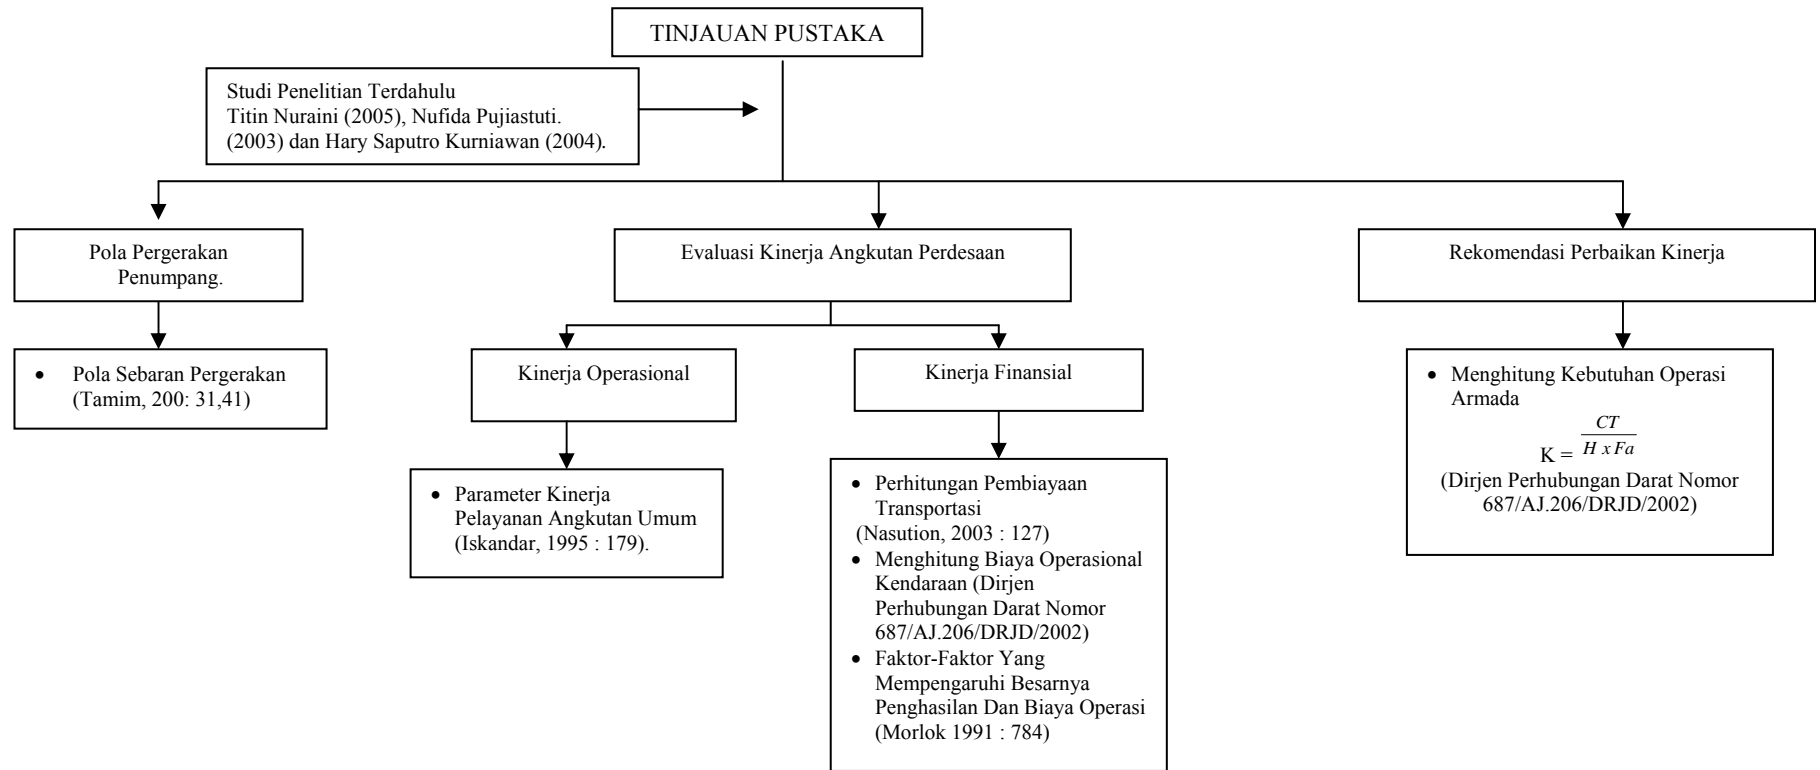 TINJAUAN PUSTAKA
Studi Penelitian Terdahulu
Titin Nuraini (2005), Nufida Pujiastuti.
(2003) dan Hary Saputro Kurniawan (2004).
Pola Pergerakan
Penumpang.
Evaluasi Kinerja Angkutan Perdesaan
Rekomendasi Perbaikan Kinerja
• Pola Sebaran Pergerakan
(Tamim, 200: 31,41)
Kinerja Operasional
Kinerja Finansial
• Menghitung Kebutuhan Operasi
Armada
K = CT / H x Fa
(Dirjen Perhubungan Darat Nomor
687/AJ.206/DRJD/2002)
• Parameter Kinerja
Pelayanan Angkutan Umum
(Iskandar, 1995 : 179).
• Perhitungan Pembiayaan
Transportasi
(Nasution, 2003 : 127)
• Menghitung Biaya Operasional
Kendaraan (Dirjen
Perhubungan Darat Nomor
687/AJ.206/DRJD/2002)
• Faktor-Faktor Yang
Mempengaruhi Besarnya
Penghasilan Dan Biaya Operasi
(Morlok 1991 : 784)